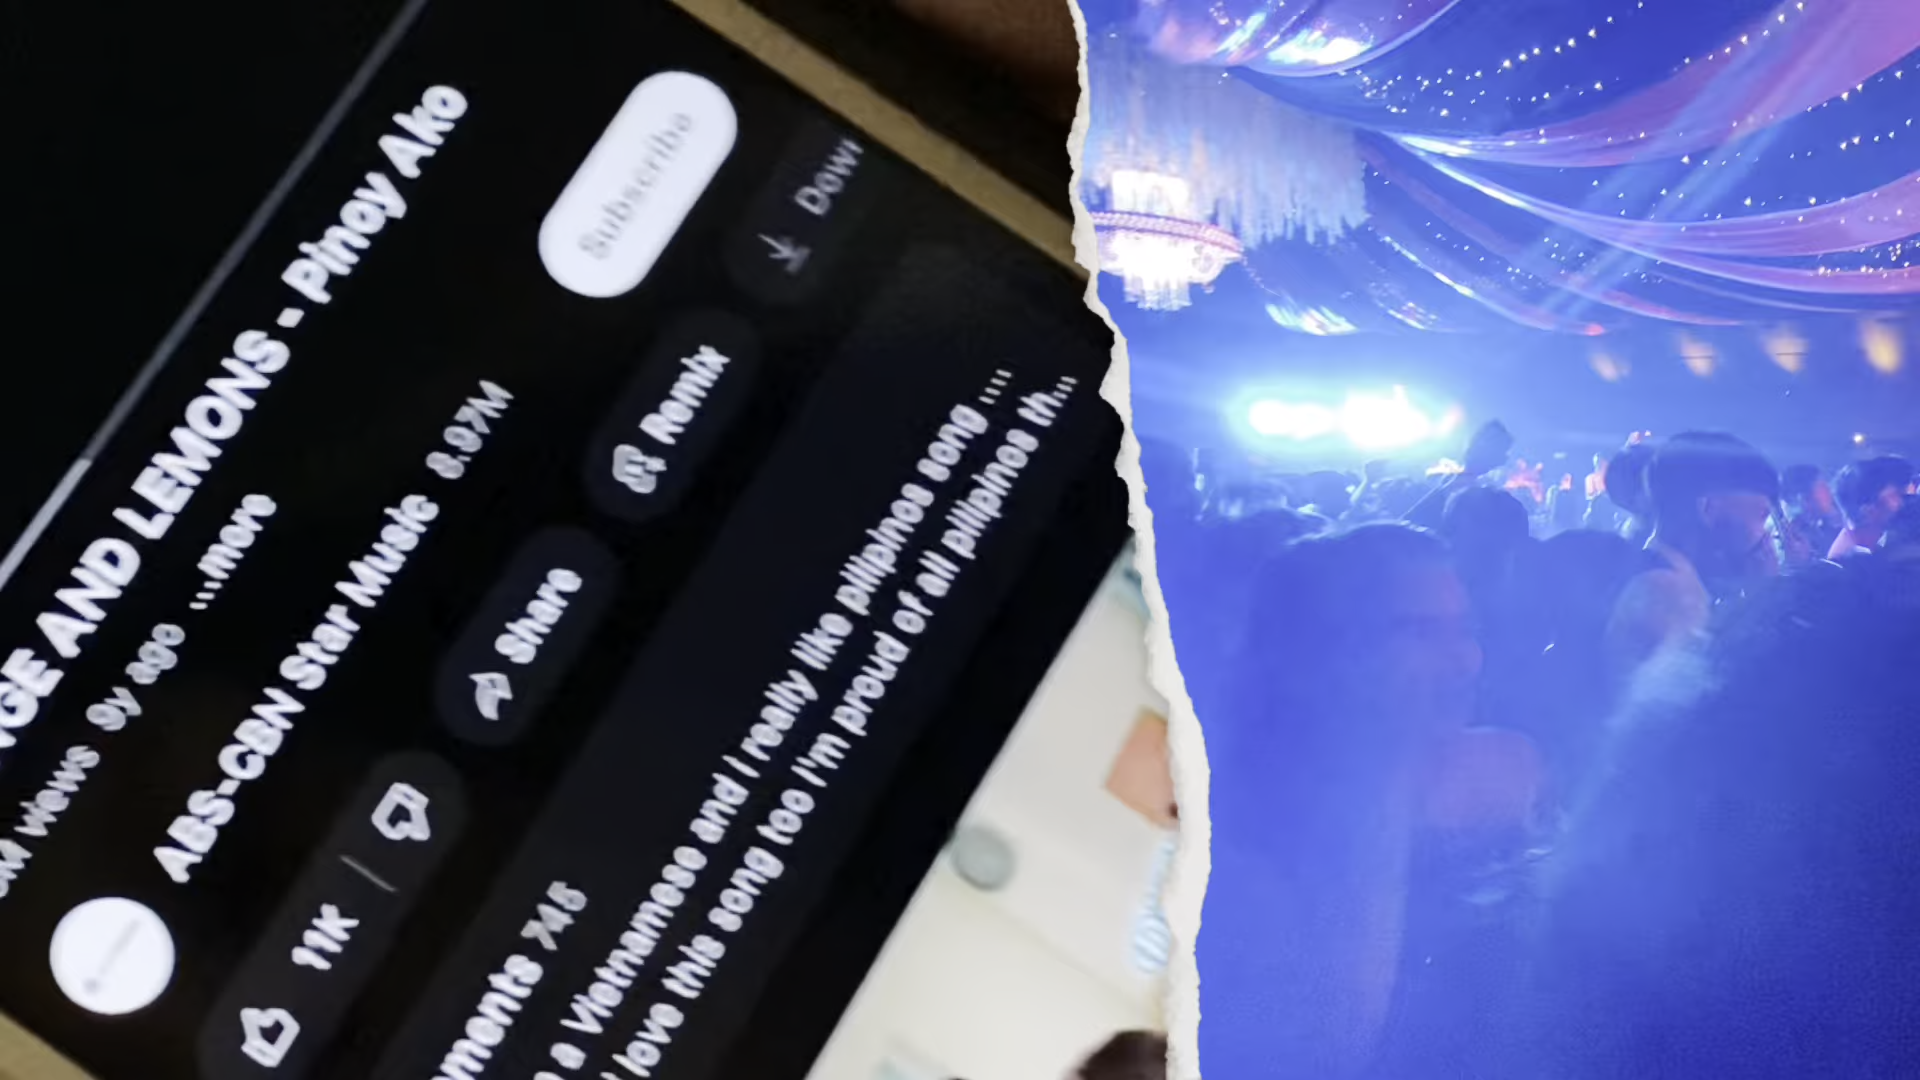 GE AND LEMONS - Pinoy Ako
views 9y ago ...more
ABS-CBN Star Music 8.97M
Subscribe
11K
Share
Remix
Dow
ments 745
a Vietnamese and I really like pilipinos song ....
love this song too I'm proud of all pilipinos th...